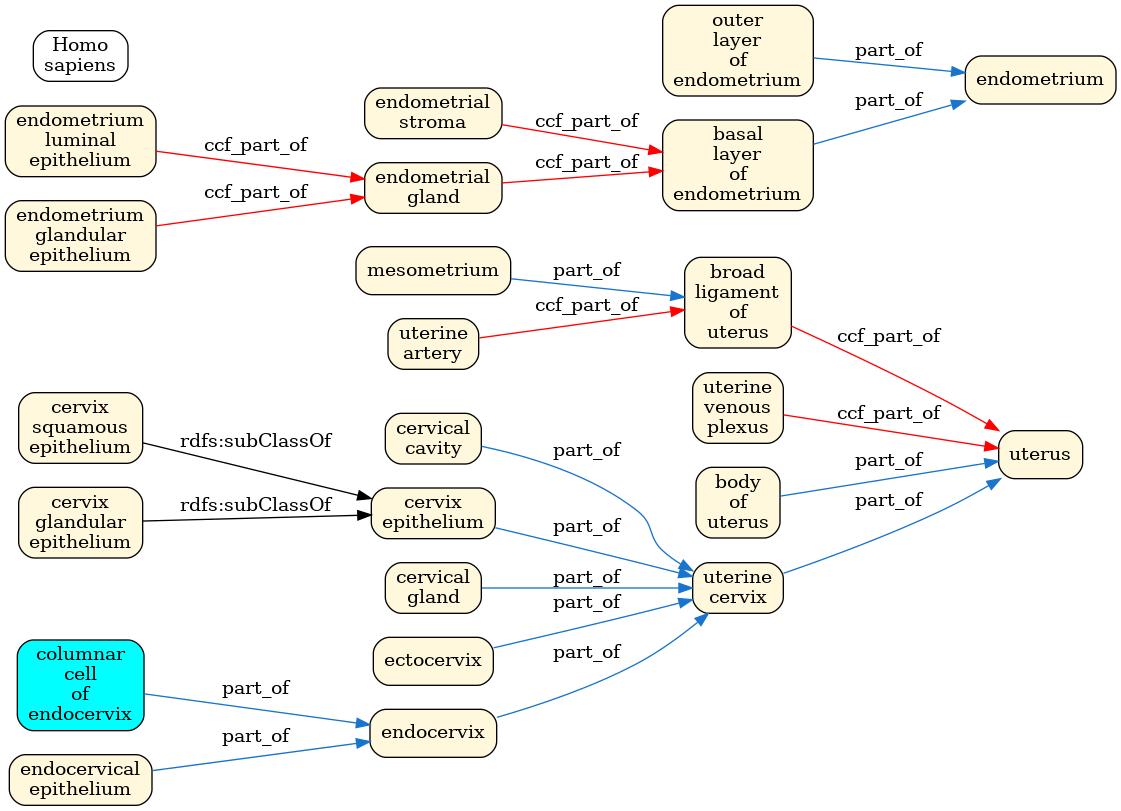 Homo
sapiens
endometrium
luminal
epithelium
endometrium
glandular
epithelium
ccf_part_of
ccf_part_of
endometrial
stroma
endometrial
gland
ccf_part_of
ccf_part_of
outer
layer
of
endometrium
basal
layer
of
endometrium
part_of
part_of
endometrium
mesometrium
uterine
artery
part_of
ccf_part_of
broad
ligament
of
uterus
uterine
venous
plexus
body
of
uterus
ccf_part_of
ccf_part_of
part_of
part_of
uterus
cervix
squamous
epithelium
cervix
glandular
epithelium
rdfs:subClassOf
rdfs:subClassOf
cervical
cavity
cervix
epithelium
cervical
gland
ectocervix
part_of
part_of
part_of
part_of
part_of
uterine
cervix
columnar
cell
of
endocervix
endocervical
epithelium
part_of
part_of
endocervix